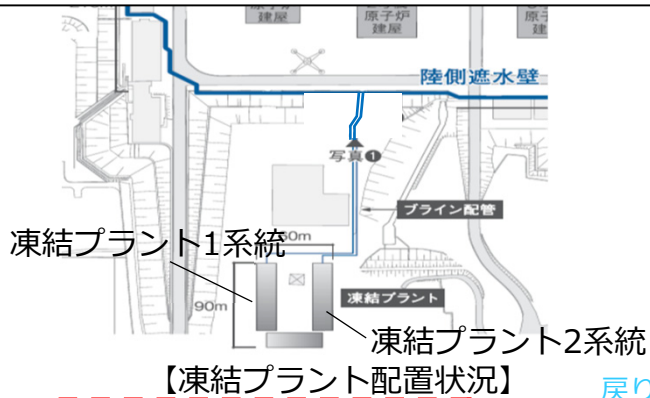 原子炉
建屋
原子炉
建屋
原子
建
陸側遮水壁
写真❶
ブライン配管
60m
凍結プラント1系統
90m
凍結プラント
凍結プラント2系統
【凍結プラント配置状況】
戻り